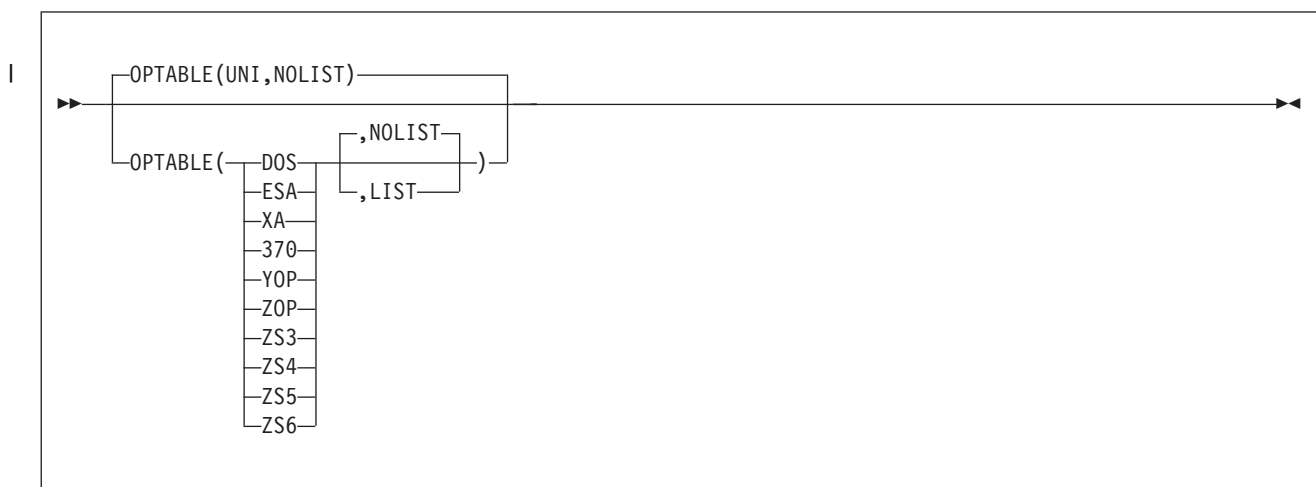 OPTABLE(UNI,NOLIST)
,NOLIST
OPTABLE( DOS )
ESA ,LIST
XA
370
YOP
ZOP
ZS3
ZS4
ZS5
ZS6